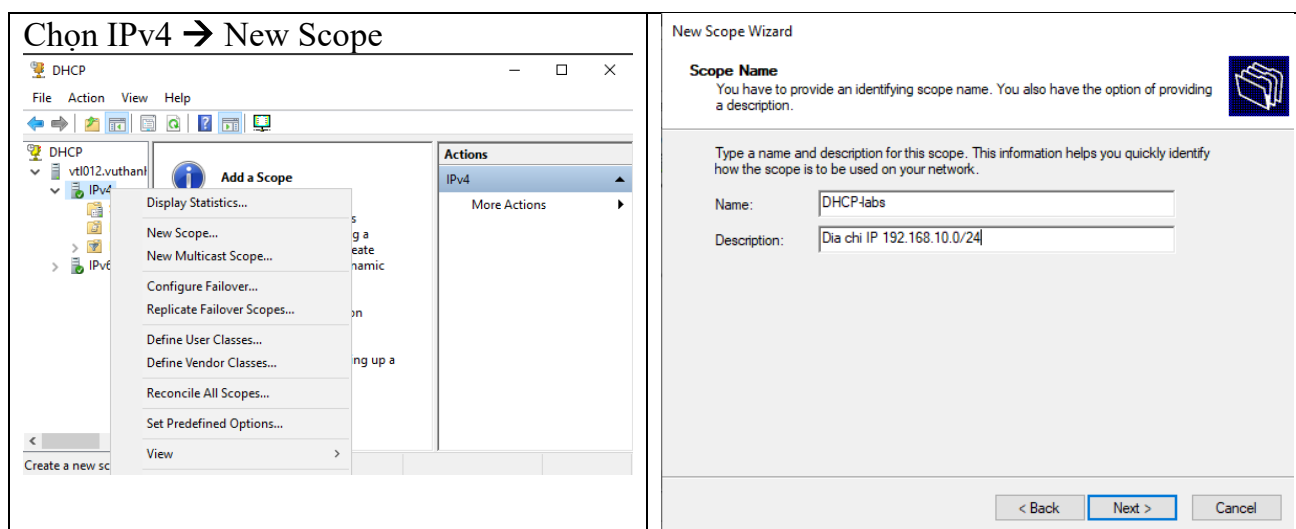 Chọn IPv4 → New Scope
DHCP
File Action View Help
DHCP
vtl012.vuthanh
IPv4
IPv6
Add a Scope
Display Statistics...
New Scope...
New Multicast Scope...
Configure Failover...
Replicate Failover Scopes...
Define User Classes...
Define Vendor Classes...
Reconcile All Scopes...
Set Predefined Options...
View
s
g a
eate
namic
on
ing up a
Actions
IPv4
More Actions
Create a new sc
New Scope Wizard
Scope Name
You have to provide an identifying scope name. You also have the option of providing
a description.
Type a name and description for this scope. This information helps you quickly identify
how the scope is to be used on your network.
Name: DHCP-labs
Description: Dia chi IP 192.168.10.0/24
< Back Next > Cancel